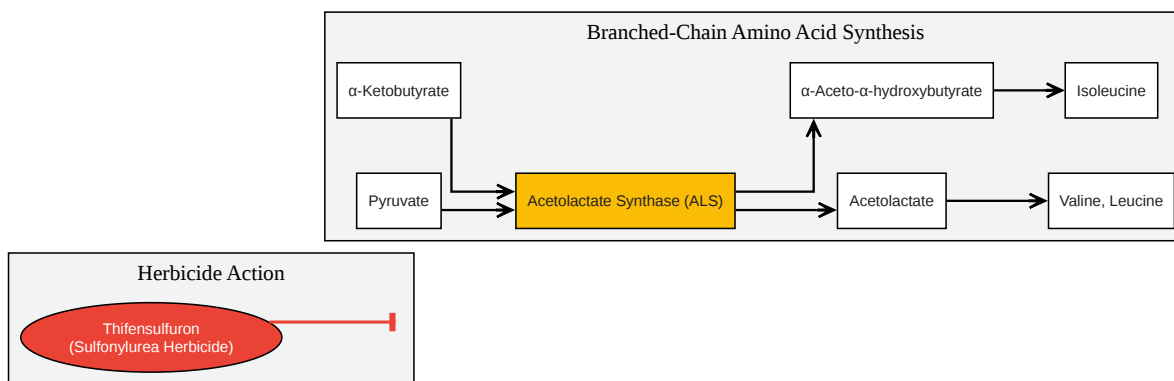 Branched-Chain Amino Acid Synthesis
α-Ketobutyrate
α-Aceto-α-hydroxybutyrate
Isoleucine
Pyruvate
Acetolactate Synthase (ALS)
Acetolactate
Valine, Leucine
Herbicide Action
Thifensulfuron
(Sulfonylurea Herbicide)